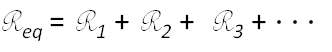 ℛeq = ℛ1 + ℛ2 + ℛ3 + · · ·